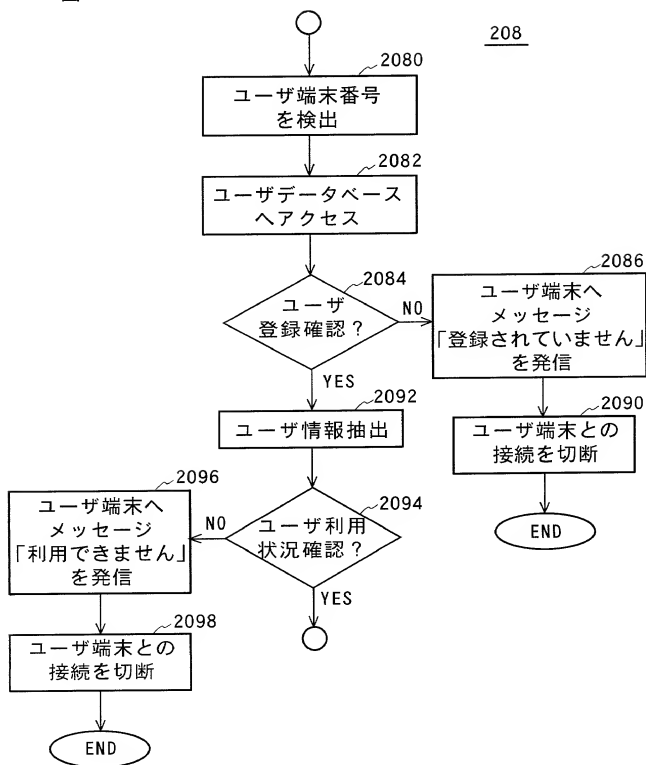 208
2080
ユーザ端末番号
を検出
2082
ユーザデータベース
へアクセス
2084
ユーザ
登録確認?
NO
YES
2086
ユーザ端末へ
メッセージ
「登録されていません」
を発信
2090
ユーザ端末との
接続を切断
END
2092
ユーザ情報抽出
2094
ユーザ利用
状況確認?
NO
YES
2096
ユーザ端末へ
メッセージ
「利用できません」
を発信
2098
ユーザ端末との
接続を切断
END